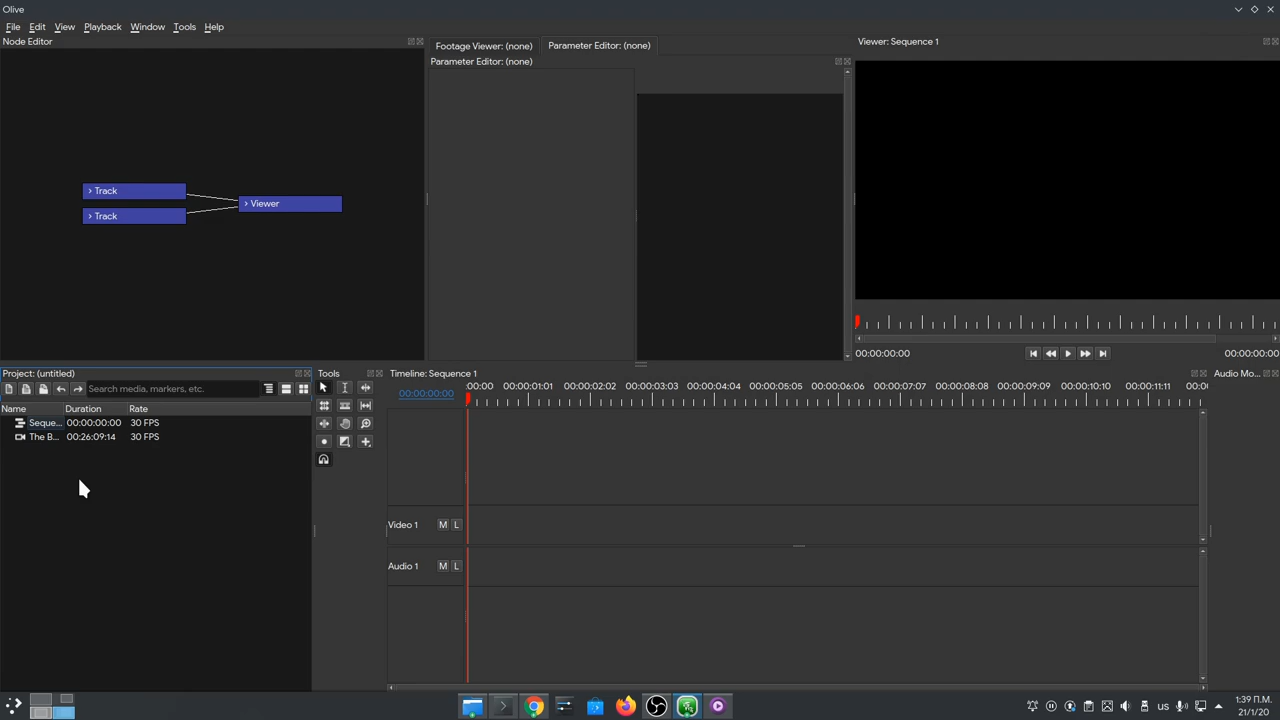 Olive
File Edit View Playback Window Tools Help
Node Editor
Footage Viewer: (none) Parameter Editor: (none)
Viewer: Sequence 1
Parameter Editor: (none)
Track
Track
Viewer
00:00:00:00 00:00:00:00
Project: (untitled)
Search media, markers, etc.
Name Duration Rate
Seque... 00:00:00:00 30 FPS
The B... 00:26:09:14 30 FPS
Tools
Timeline: Sequence 1
00:00:00:00
:00:00 00:00:01:01 00:00:02:02 00:00:03:03 00:00:04:04 00:00:05:05 00:00:06:06 00:00:07:07 00:00:08:08 00:00:09:09 00:00:10:10 00:00:11:11 00:0
Video 1 M L
Audio 1 M L
Audio Mo...
us
1:39 Π.Μ.
21/1/20